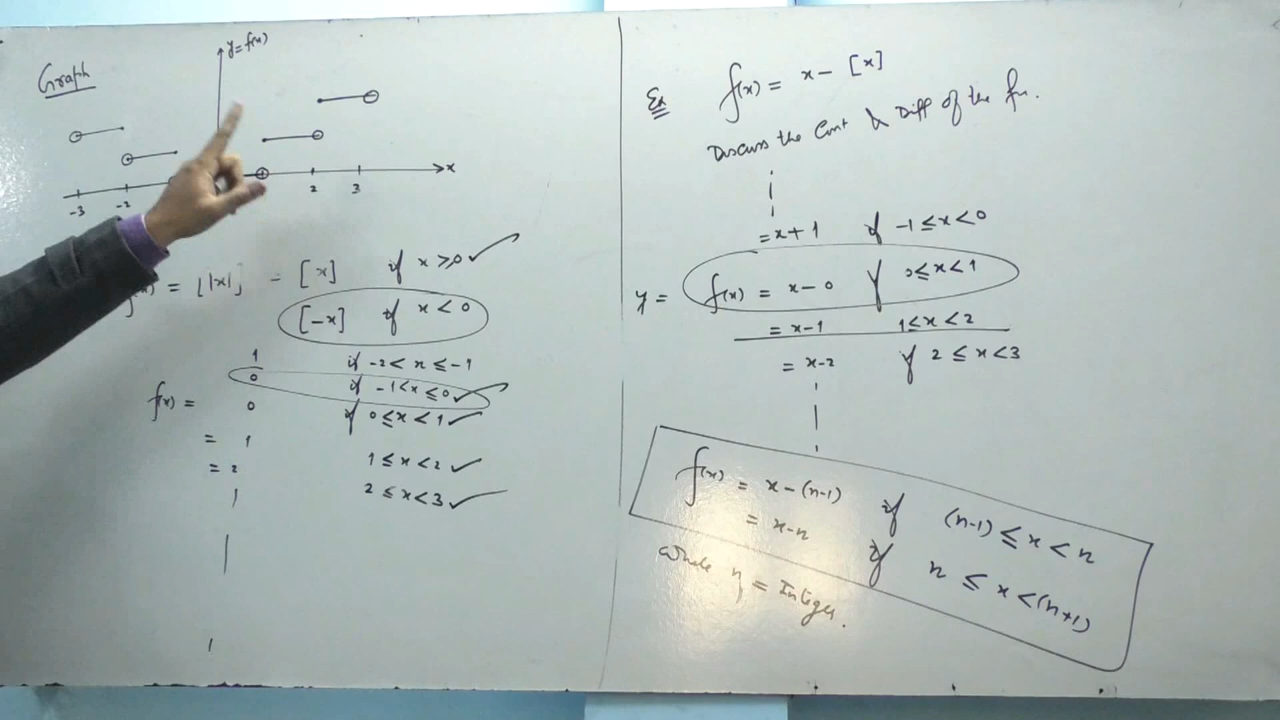 Graph
y=f(x)
x
-3 -2 2 3
f(x) = [|x|] = [x] if x≥0 ✓
[-x] if x<0
1 if -2<x≤-1
f(x) = 0 if -1<x≤0 ✓
0 if 0≤x<1 ✓
= 1 1≤x<2 ✓
= 2 2≤x<3 ✓
Ex f(x) = x-[x]
Discuss the Cont & Diff of the fn.
= x+1 if -1≤x<0
y = f(x) = x-0 if 0≤x<1
= x-1 1≤x<2
= x-2 if 2≤x<3
f(x) = x-(n-1) if (n-1)≤x<n
= x-n if n≤x<(n+1)
where n = Integer.